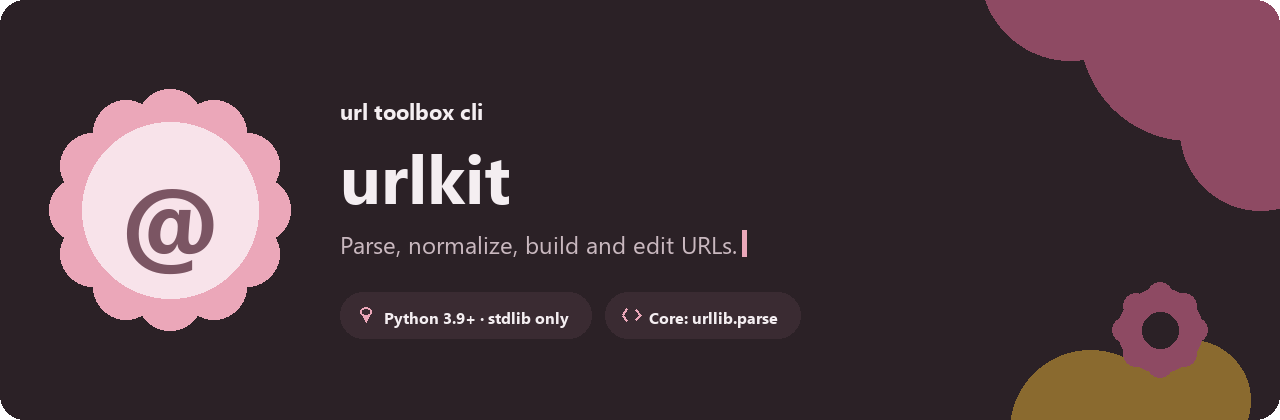 @
url toolbox cli
urlkit
Parse, normalize, build and edit URLs.
Python 3.9+ · stdlib only
Core: urllib.parse